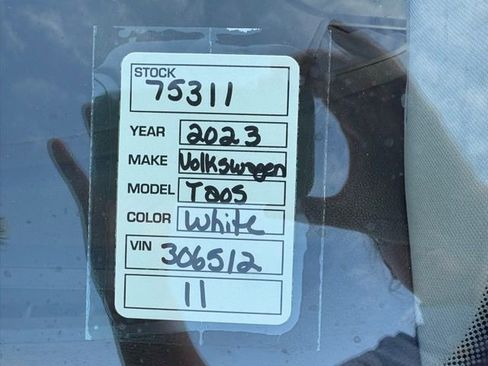 STOCK
75311
YEAR 2023
MAKE Volkswagen
MODEL Taos
COLOR White
VIN 306512
11